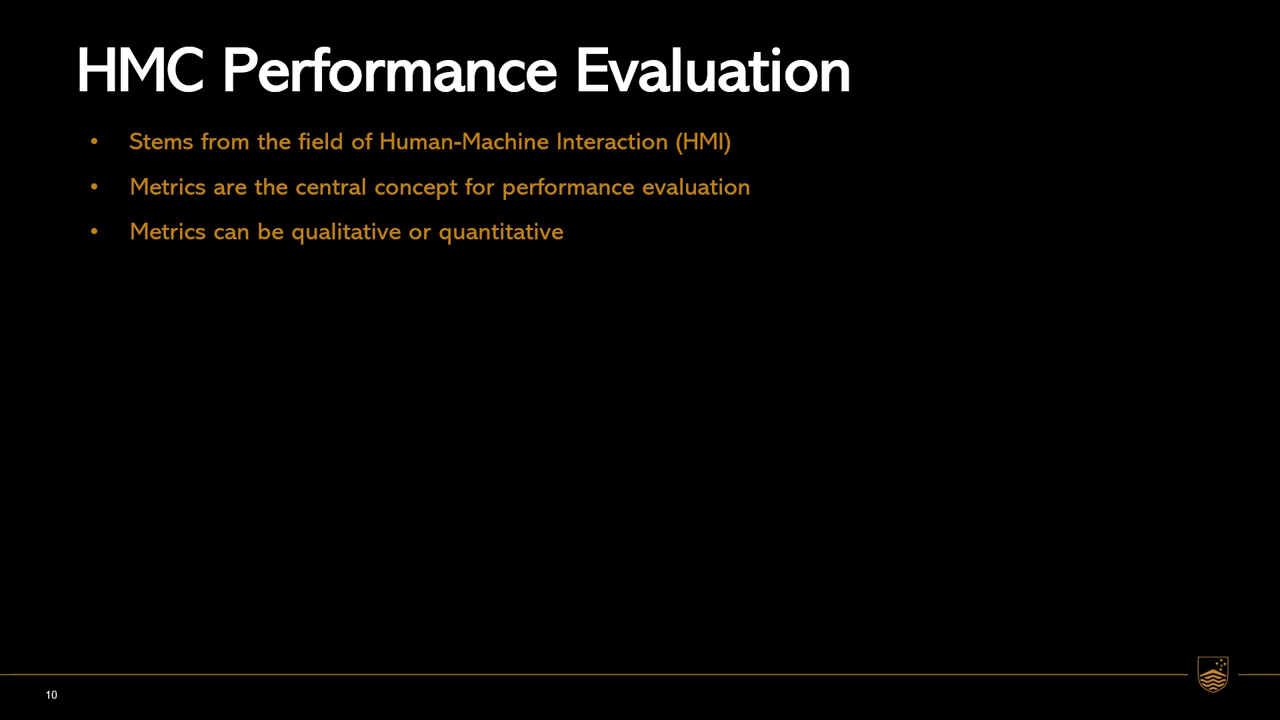 HMC Performance Evaluation
• Stems from the field of Human-Machine Interaction (HMI)
• Metrics are the central concept for performance evaluation
• Metrics can be qualitative or quantitative
10